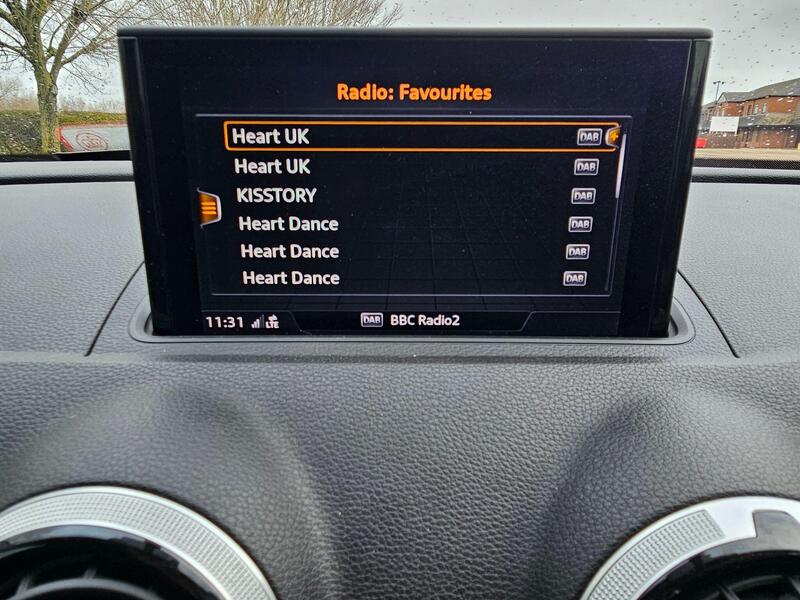 Radio: Favourites
Heart UK DAB
Heart UK DAB
KISSTORY DAB
Heart Dance DAB
Heart Dance DAB
Heart Dance DAB
11:31 LTE DAB BBC Radio2